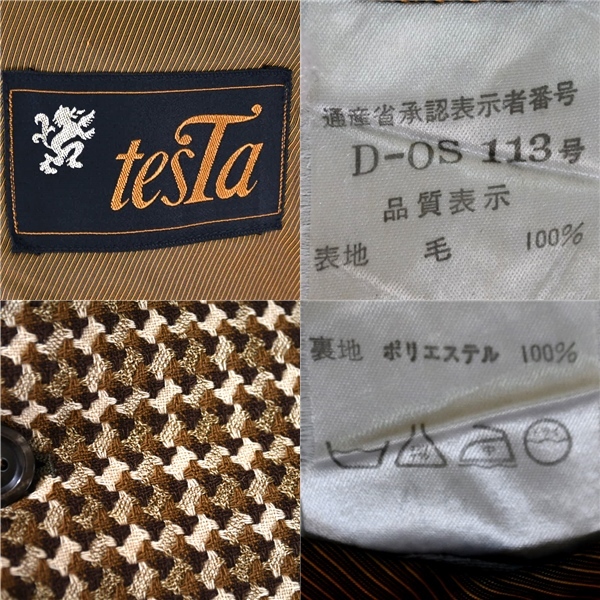 tesTa
通産省承認表示者番号
D-OS 113号
品質表示
表地 毛 100%
裏地 ポリエステル 100%